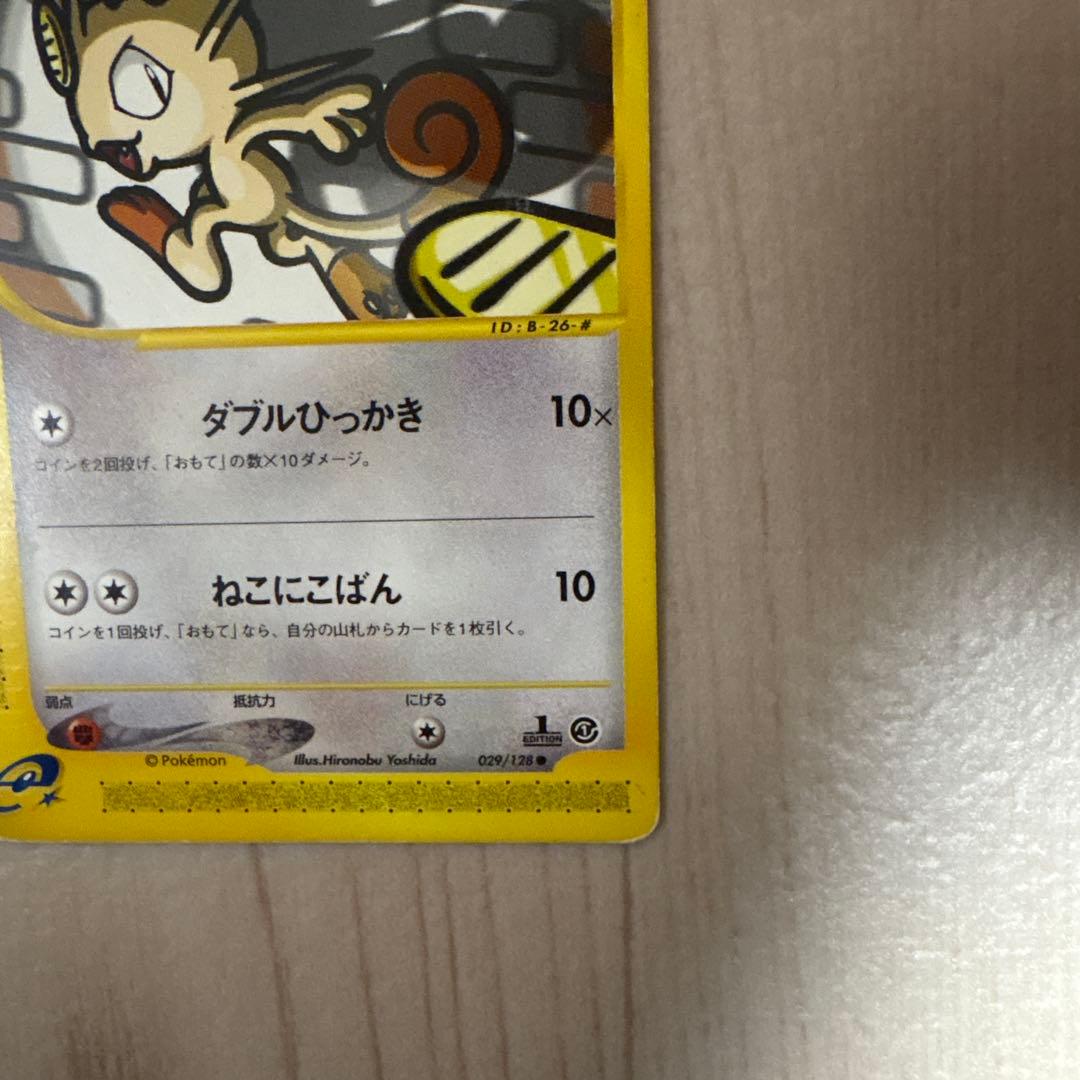 ID:B-26-#
ダブルひっかき 10×
コインを2回投げ、「おもて」の数×10ダメージ。
ねこにこばん 10
コインを1回投げ、「おもて」なら、自分の山札からカードを1枚引く。
弱点 抵抗力 にげる
1 EDITION
©Pokémon Illus.Hironobu Yoshida 029/128●